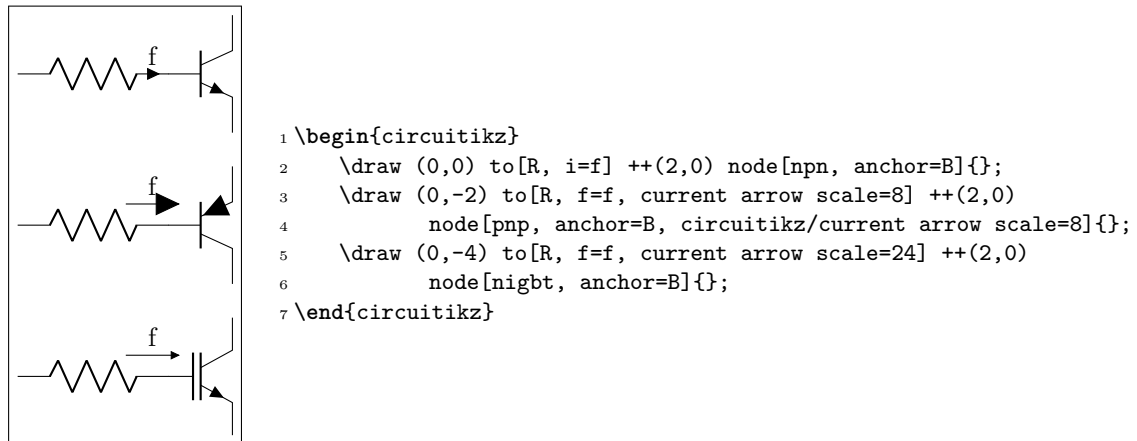 f
f
f
1 \begin{circuitikz}
2     \draw (0,0) to[R, i=f] ++(2,0) node[npn, anchor=B]{};
3     \draw (0,-2) to[R, f=f, current arrow scale=8] ++(2,0)
4           node[pnp, anchor=B, circuitikz/current arrow scale=8]{};
5     \draw (0,-4) to[R, f=f, current arrow scale=24] ++(2,0)
6           node[nigbt, anchor=B]{};
7 \end{circuitikz}